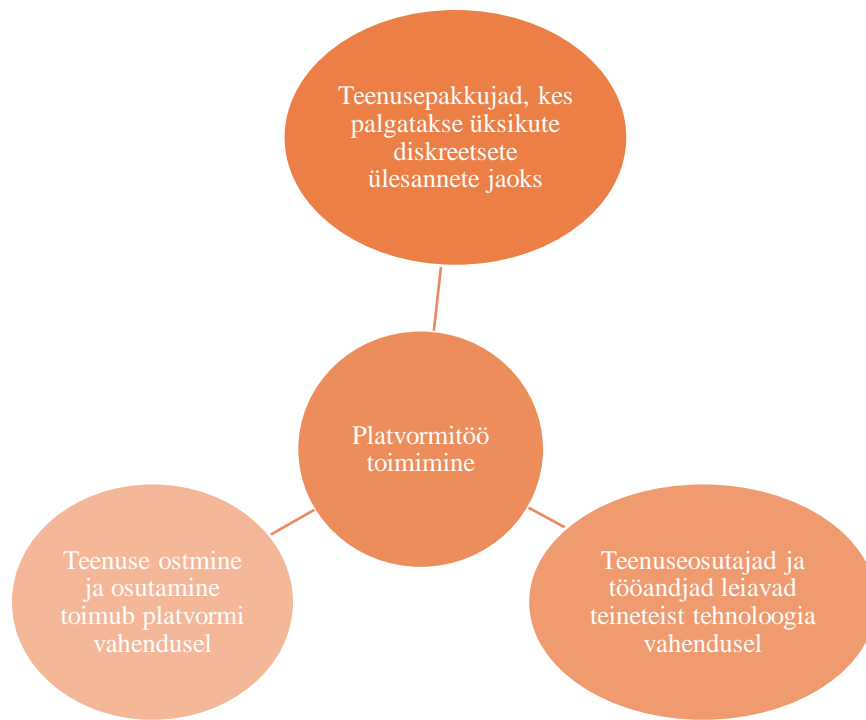 Teenusepakkujad, kes
palgatakse üksikute
diskreetsete
ülesannete jaoks
Platvormitöö
toimimine
Teenuse ostmine
ja osutamine
toimub platvormi
vahendusel
Teenuseosutajad ja
tööandjad leiavad
teineteist tehnoloogia
vahendusel